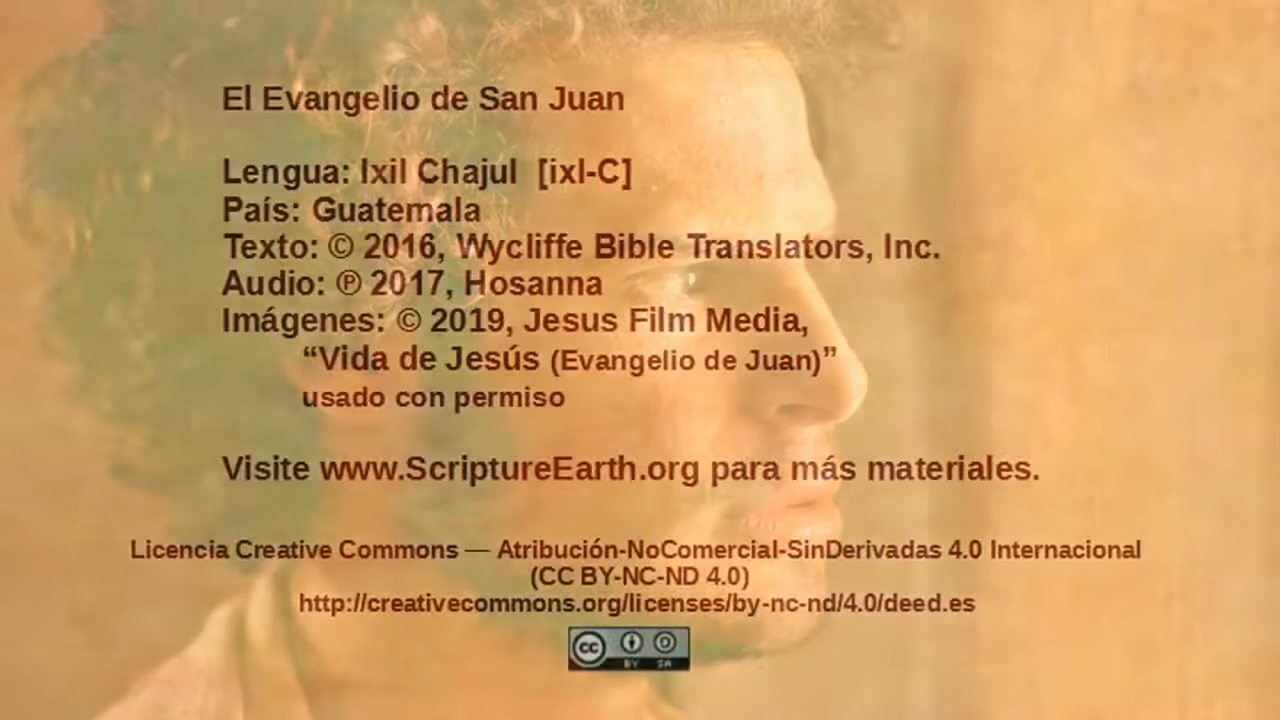 El Evangelio de San Juan
Lengua: Ixil Chajul [ixl-C]
País: Guatemala
Texto: © 2016, Wycliffe Bible Translators, Inc.
Audio: ℗ 2017, Hosanna
Imágenes: © 2019, Jesus Film Media,
“Vida de Jesús (Evangelio de Juan)”
usado con permiso
Visite www.ScriptureEarth.org para más materiales.
Licencia Creative Commons — Atribución-NoComercial-SinDerivadas 4.0 Internacional
(CC BY-NC-ND 4.0)
http://creativecommons.org/licenses/by-nc-nd/4.0/deed.es
cc
BY SA